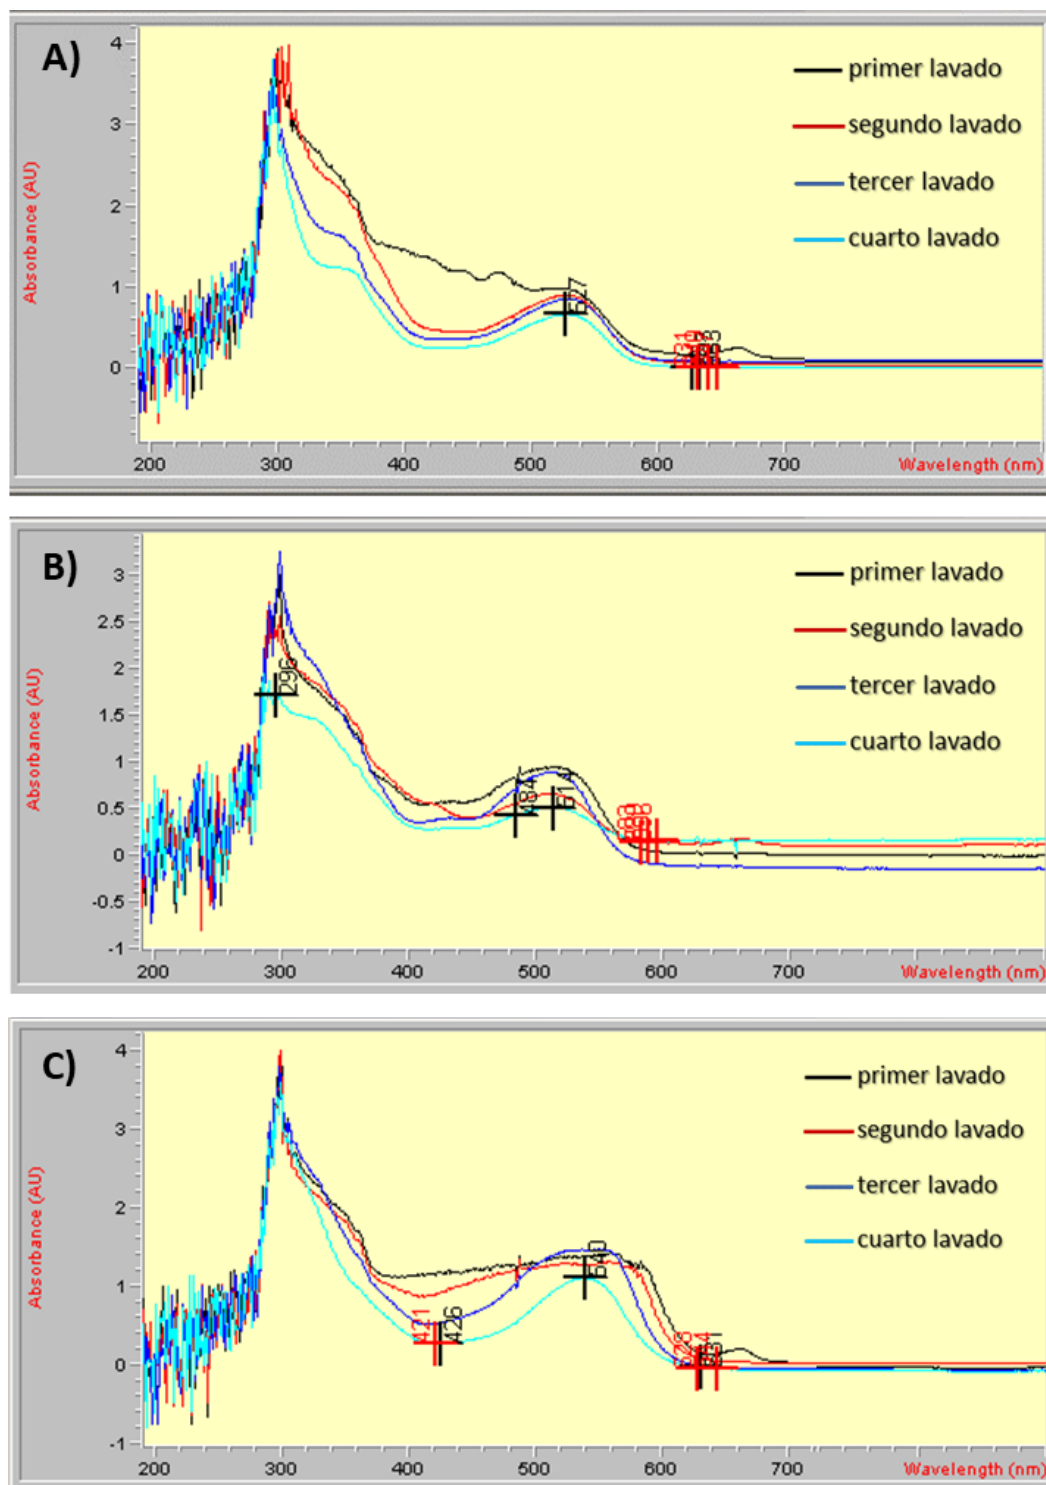 A)
primer lavado
segundo lavado
tercer lavado
cuarto lavado
Absorbance (AU)
4
3
2
1
0
527
200 300 400 500 600 700 Wavelength (nm)
B)
primer lavado
segundo lavado
tercer lavado
cuarto lavado
Absorbance (AU)
3
2.5
2
1.5
1
0.5
0
-0.5
-1
296
484
514
200 300 400 500 600 700 Wavelength (nm)
C)
primer lavado
segundo lavado
tercer lavado
cuarto lavado
Absorbance (AU)
4
3
2
1
0
-1
540
421
426
200 300 400 500 600 700 Wavelength (nm)